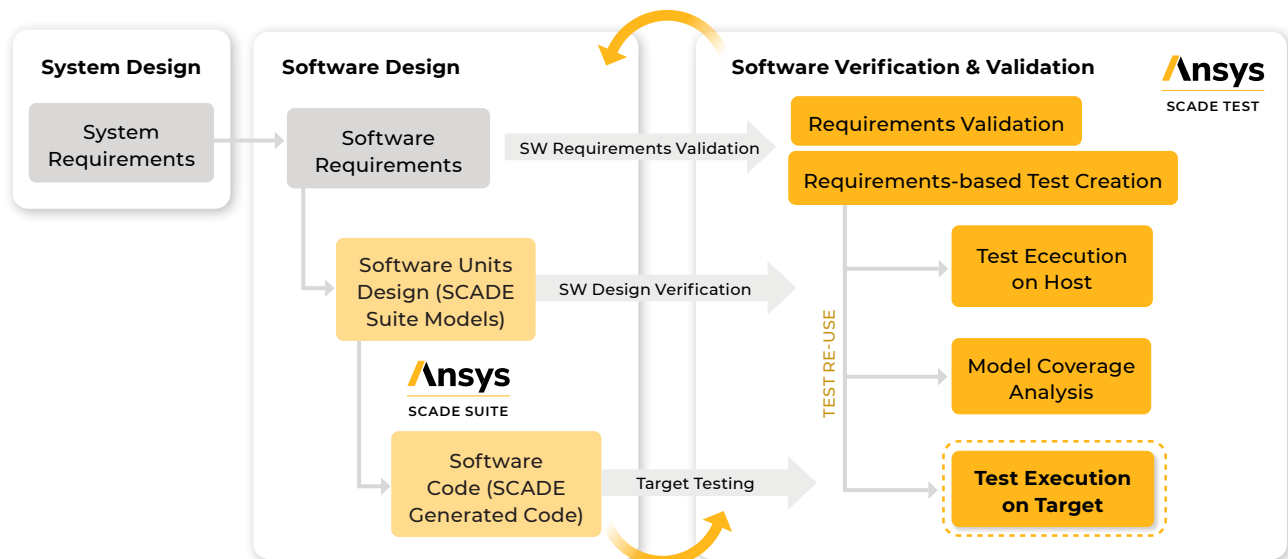 System Design
System
Requirements
Software Design
Software
Requirements
Software Units
Design (SCADE
Suite Models)
Ansys
SCADE SUITE
Software
Code (SCADE
Generated Code)
SW Requirements Validation
SW Design Verification
Target Testing
Software Verification & Validation
Ansys
SCADE TEST
Requirements Validation
Requirements-based Test Creation
TEST RE-USE
Test Ececution
on Host
Model Coverage
Analysis
Test Execution
on Target